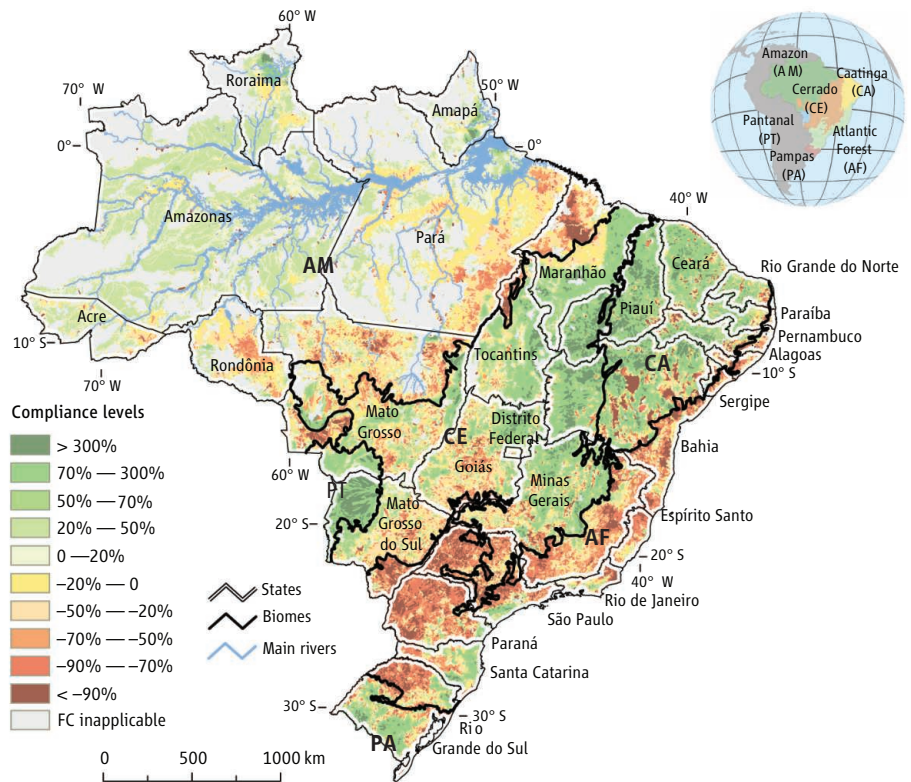 60° W
Roraima
70° W
Amapá
50° W
0°
0°
Amazonas
Pará
AM
Acre
10° S
70° W
Rondônia
Maranhão
Ceará
Piauí
40° W
Rio Grande do Norte
Paraíba
Pernambuco
Alagoas
10° S
Sergipe
Tocantins
CA
Bahia
Mato
Grosso
CE
Distrito
Federal
Goiás
60° W
PT
Minas
Gerais
20° S
Mato
Grosso
do Sul
AF
Espírito Santo
20° S
40° W
Rio de Janeiro
São Paulo
Paraná
Santa Catarina
30° S
30° S
Rio
Grande do Sul
PA
Amazon
(AM)
Caatinga
(CA)
Cerrado
(CE)
Pantanal
(PT)
Atlantic
Forest
(AF)
Pampas
(PA)
Compliance levels
> 300%
70% — 300%
50% — 70%
20% — 50%
0 —20%
–20% — 0
–50% — –20%
–70% — –50%
–90% — –70%
< –90%
FC inapplicable
States
Biomes
Main rivers
0 500 1000 km